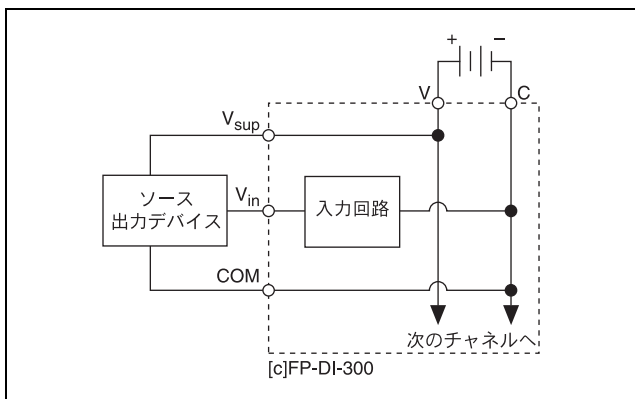 + −
V C
Vsup
ソース
出力デバイス
Vin
入力回路
COM
次のチャネルへ
[c]FP-DI-300